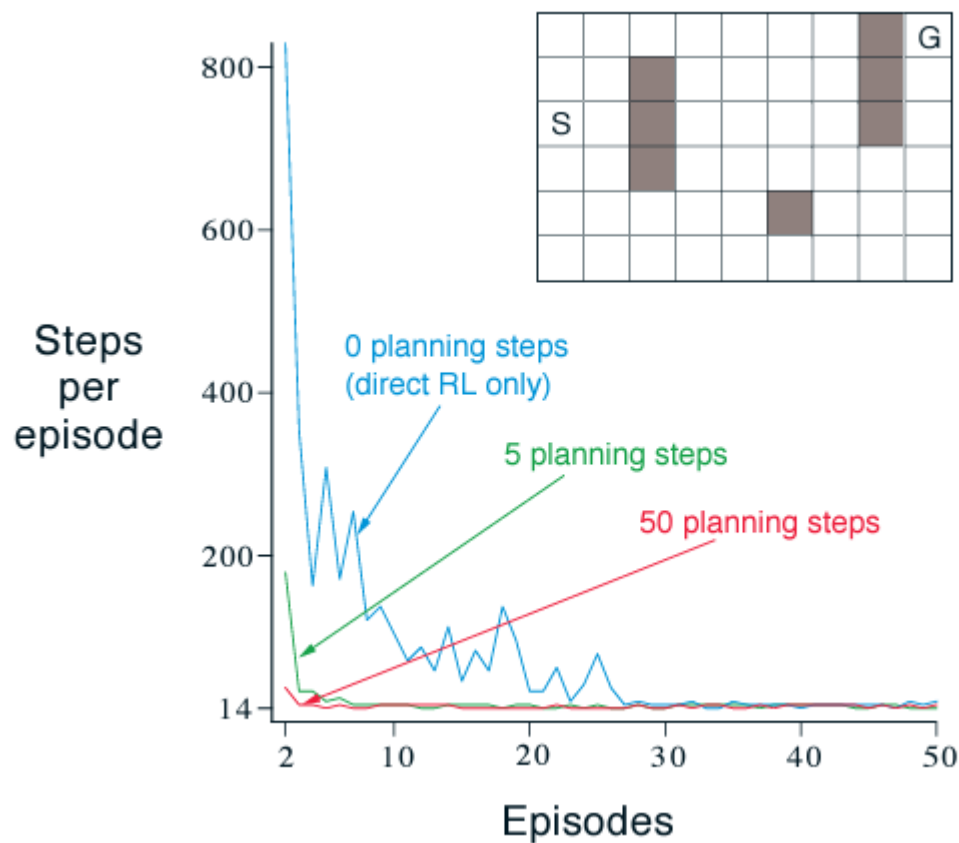 G
S
800
600
400
200
14
Steps
per
episode
0 planning steps
(direct RL only)
5 planning steps
50 planning steps
2
10
20
30
40
50
Episodes